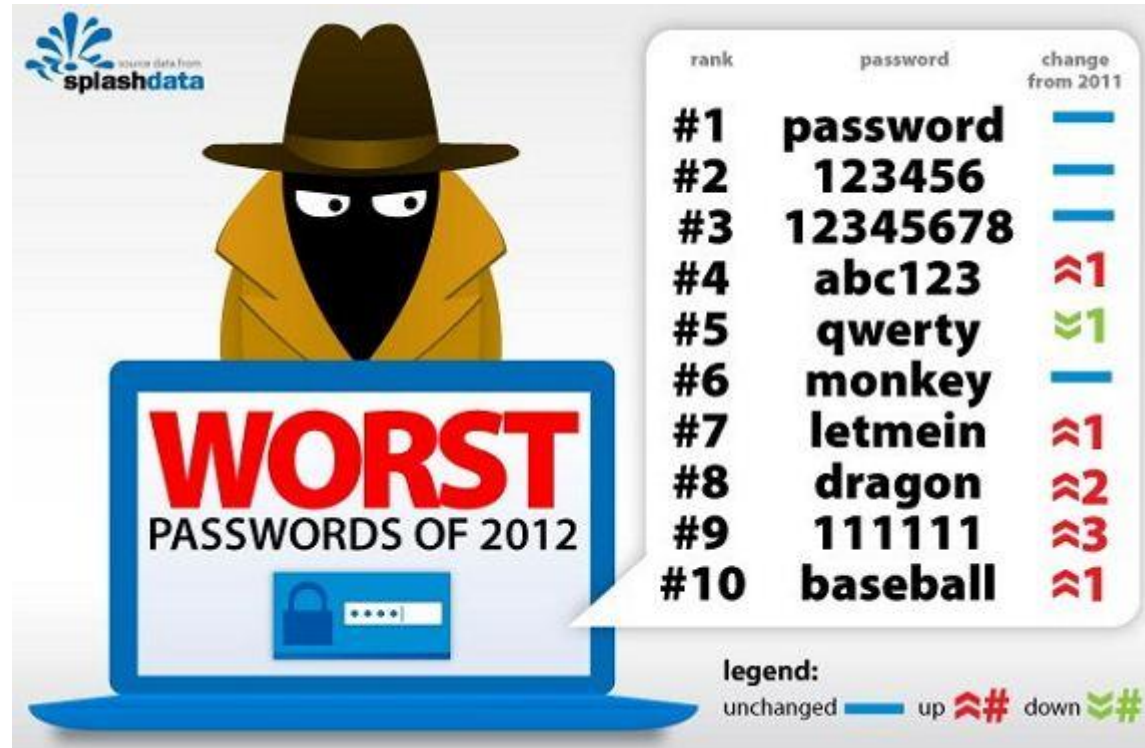 source data from
splashdata
WORST
PASSWORDS OF 2012
rank password change
from 2011
#1 password
#2 123456
#3 12345678
#4 abc123 1
#5 qwerty 1
#6 monkey
#7 letmein 1
#8 dragon 2
#9 111111 3
#10 baseball 1
legend:
unchanged up # down #